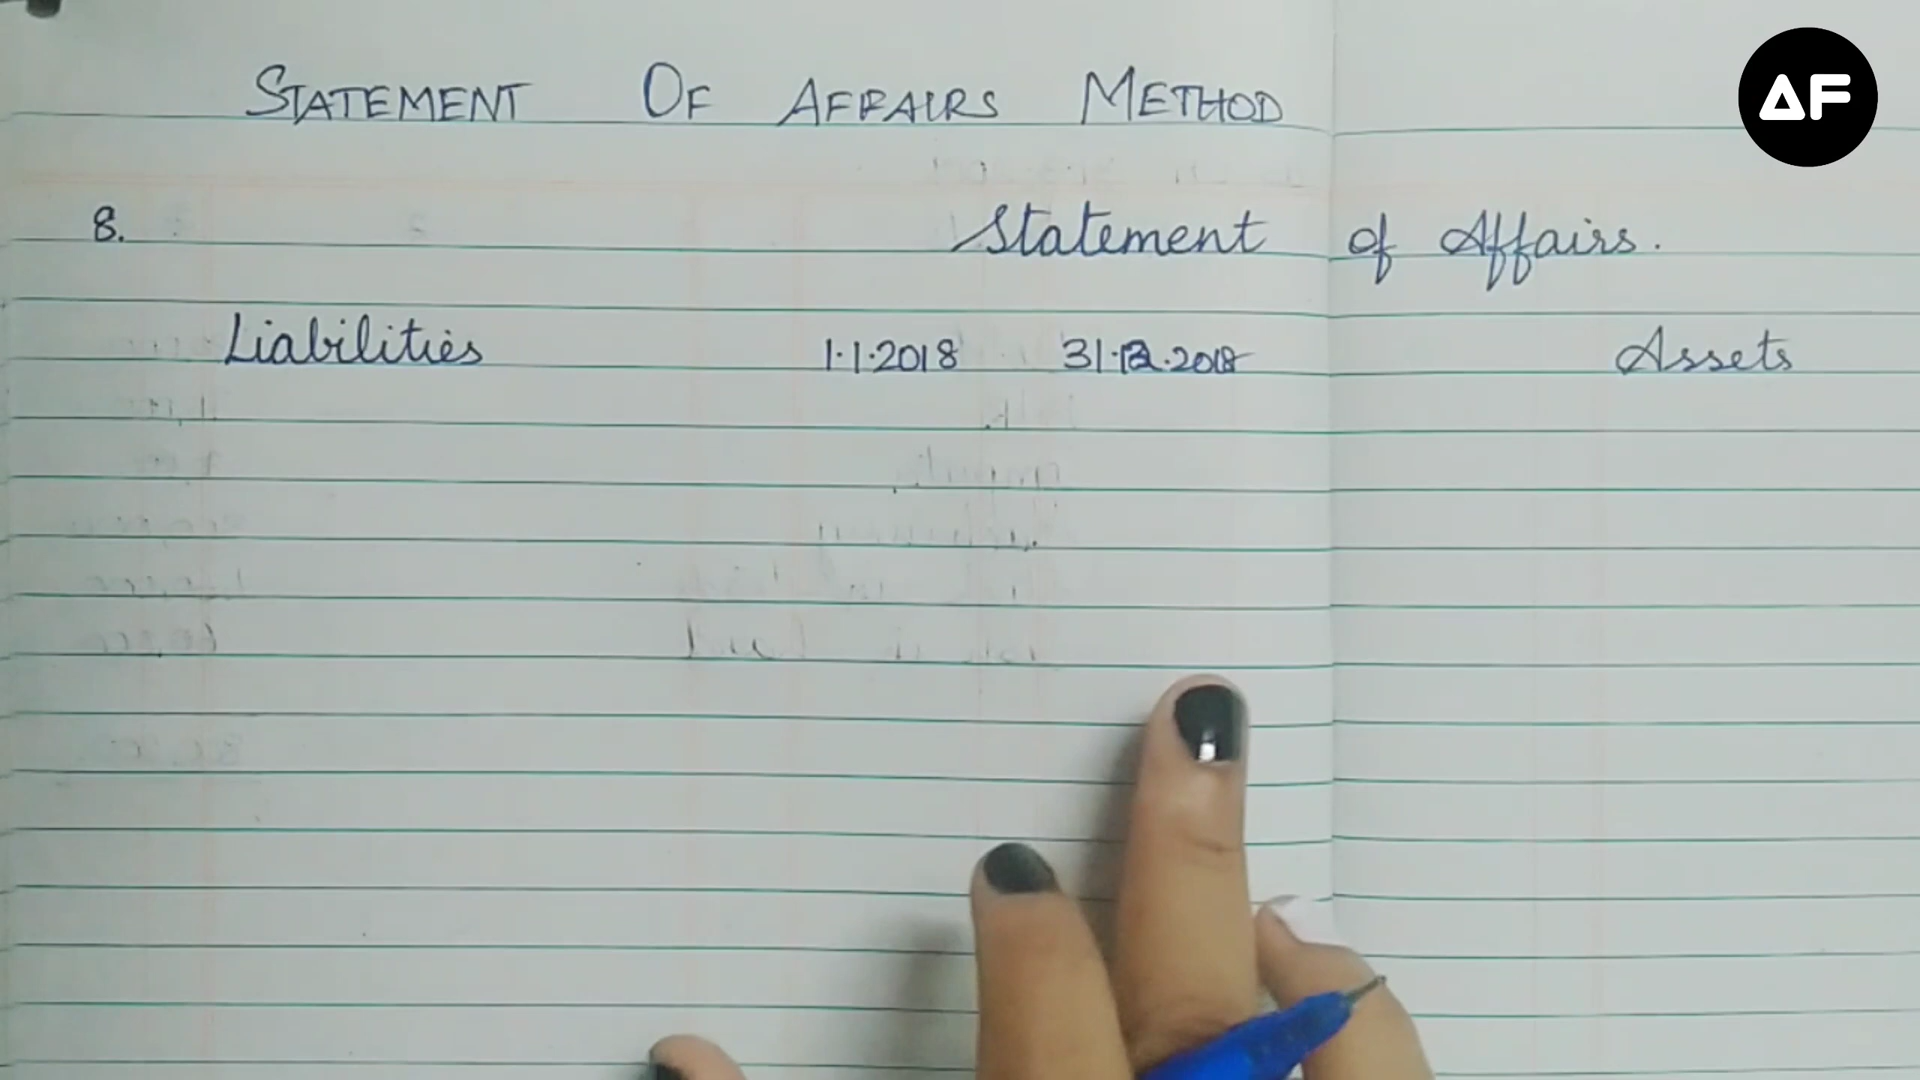 STATEMENT OF AFFAIRS METHOD
AF
8. Statement of Affairs.
Liabilities 1.1.2018 31.12.2018 Assets